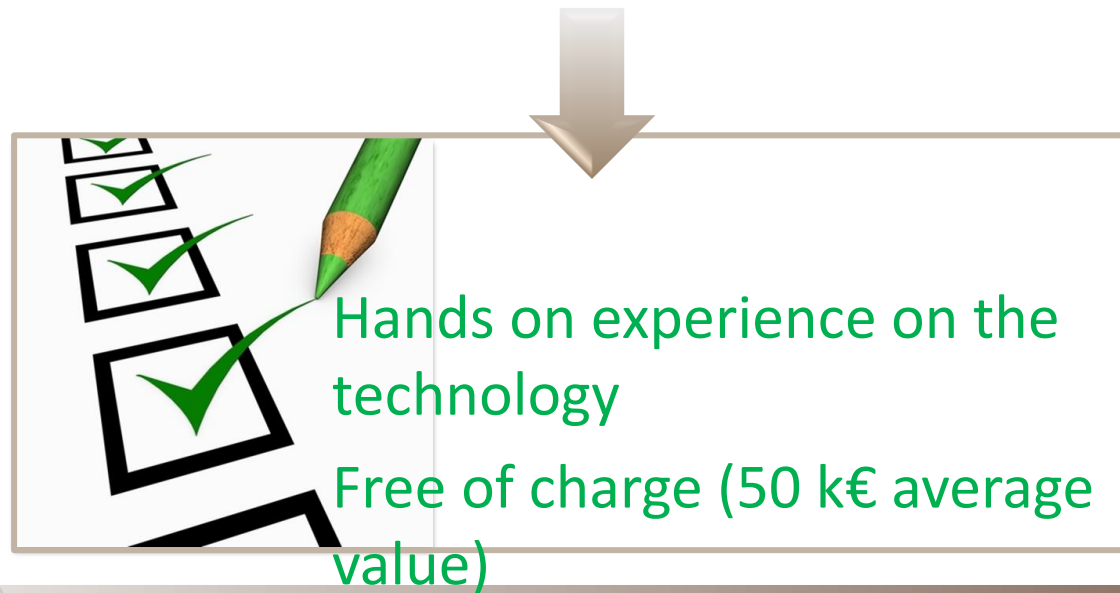 Hands on experience on the
technology
Free of charge (50 k€ average
value)